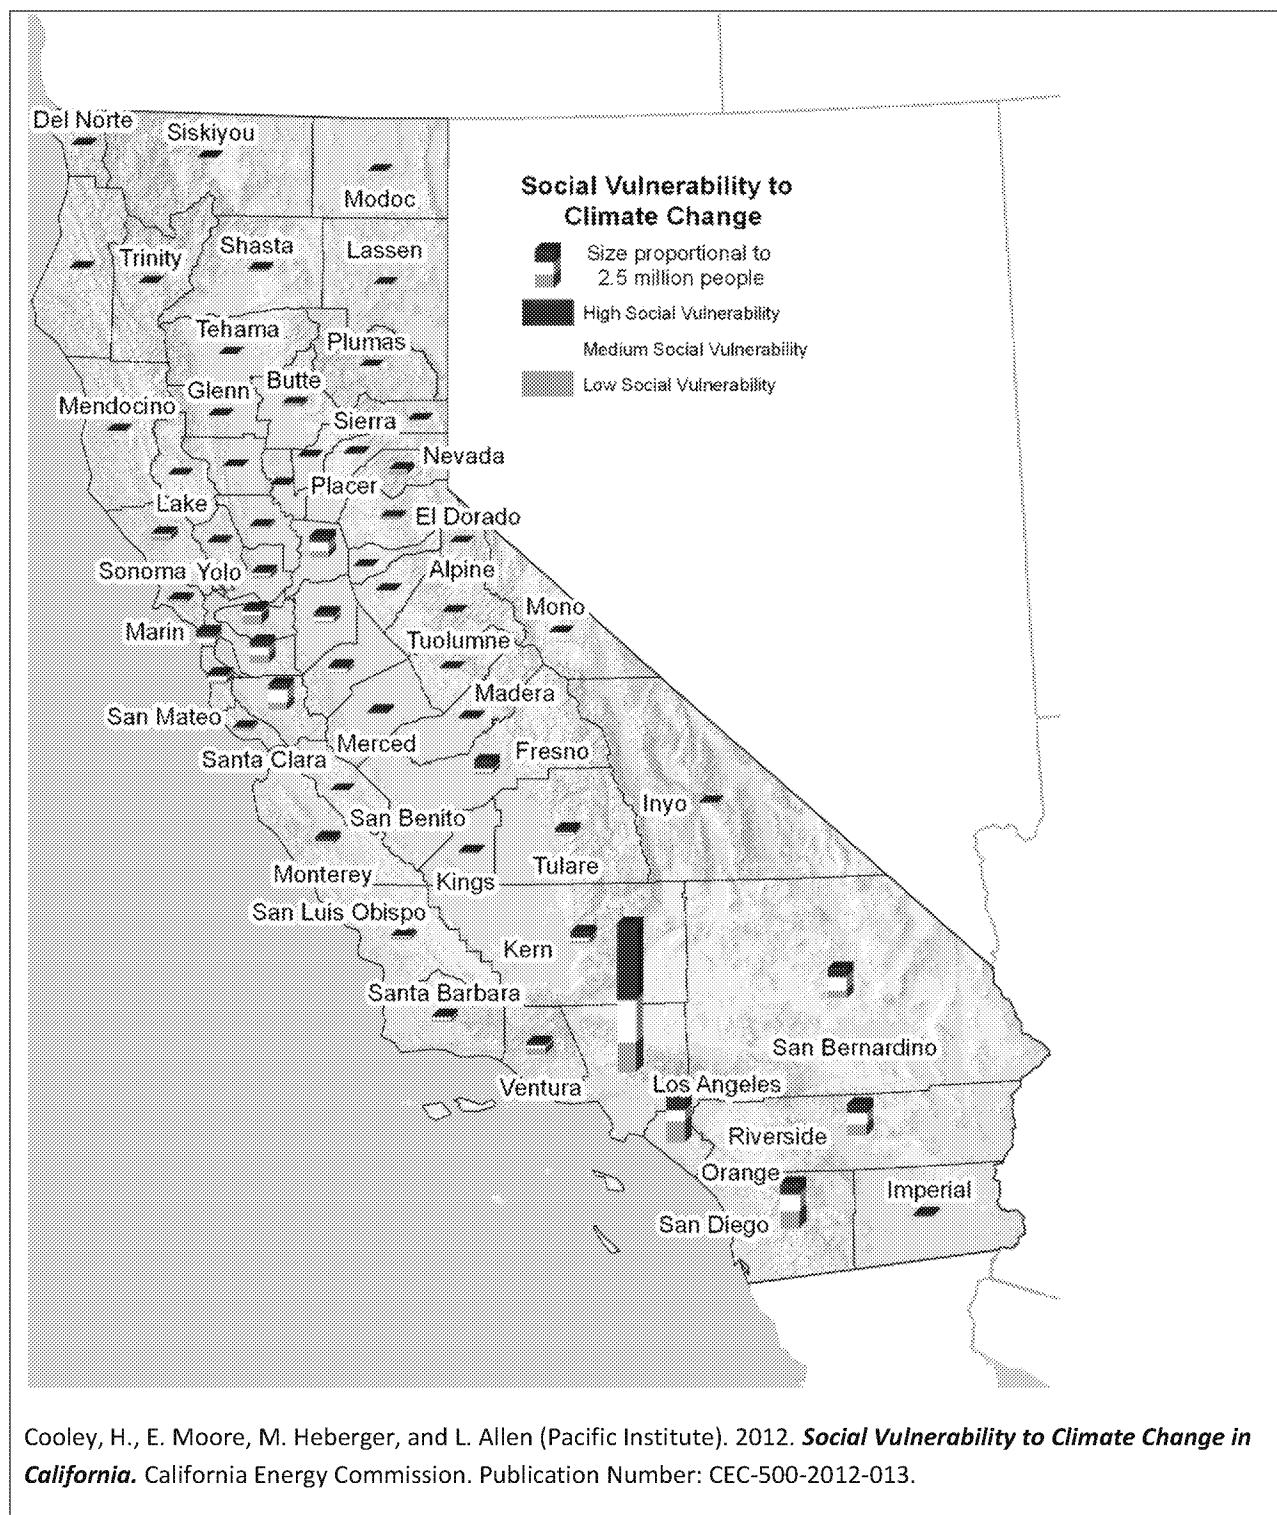 Del Norte
Siskiyou
Modoc
Social Vulnerability to
Climate Change
Size proportional to
2.5 million people
High Social Vulnerability
Medium Social Vulnerability
Low Social Vulnerability
Trinity
Shasta
Lassen
Tehama
Plumas
Glenn
Butte
Mendocino
Sierra
Nevada
Placer
Lake
El Dorado
Sonoma
Yolo
Alpine
Mono
Marin
Tuolumne
Madera
San Mateo
Merced
Fresno
Santa Clara
Inyo
San Benito
Tulare
Monterey
Kings
San Luis Obispo
Kern
Santa Barbara
San Bernardino
Ventura
Los Angeles
Riverside
Orange
Imperial
San Diego
Cooley, H., E. Moore, M. Heberger, and L. Allen (Pacific Institute). 2012. Social Vulnerability to Climate Change in
California. California Energy Commission. Publication Number: CEC-500-2012-013.